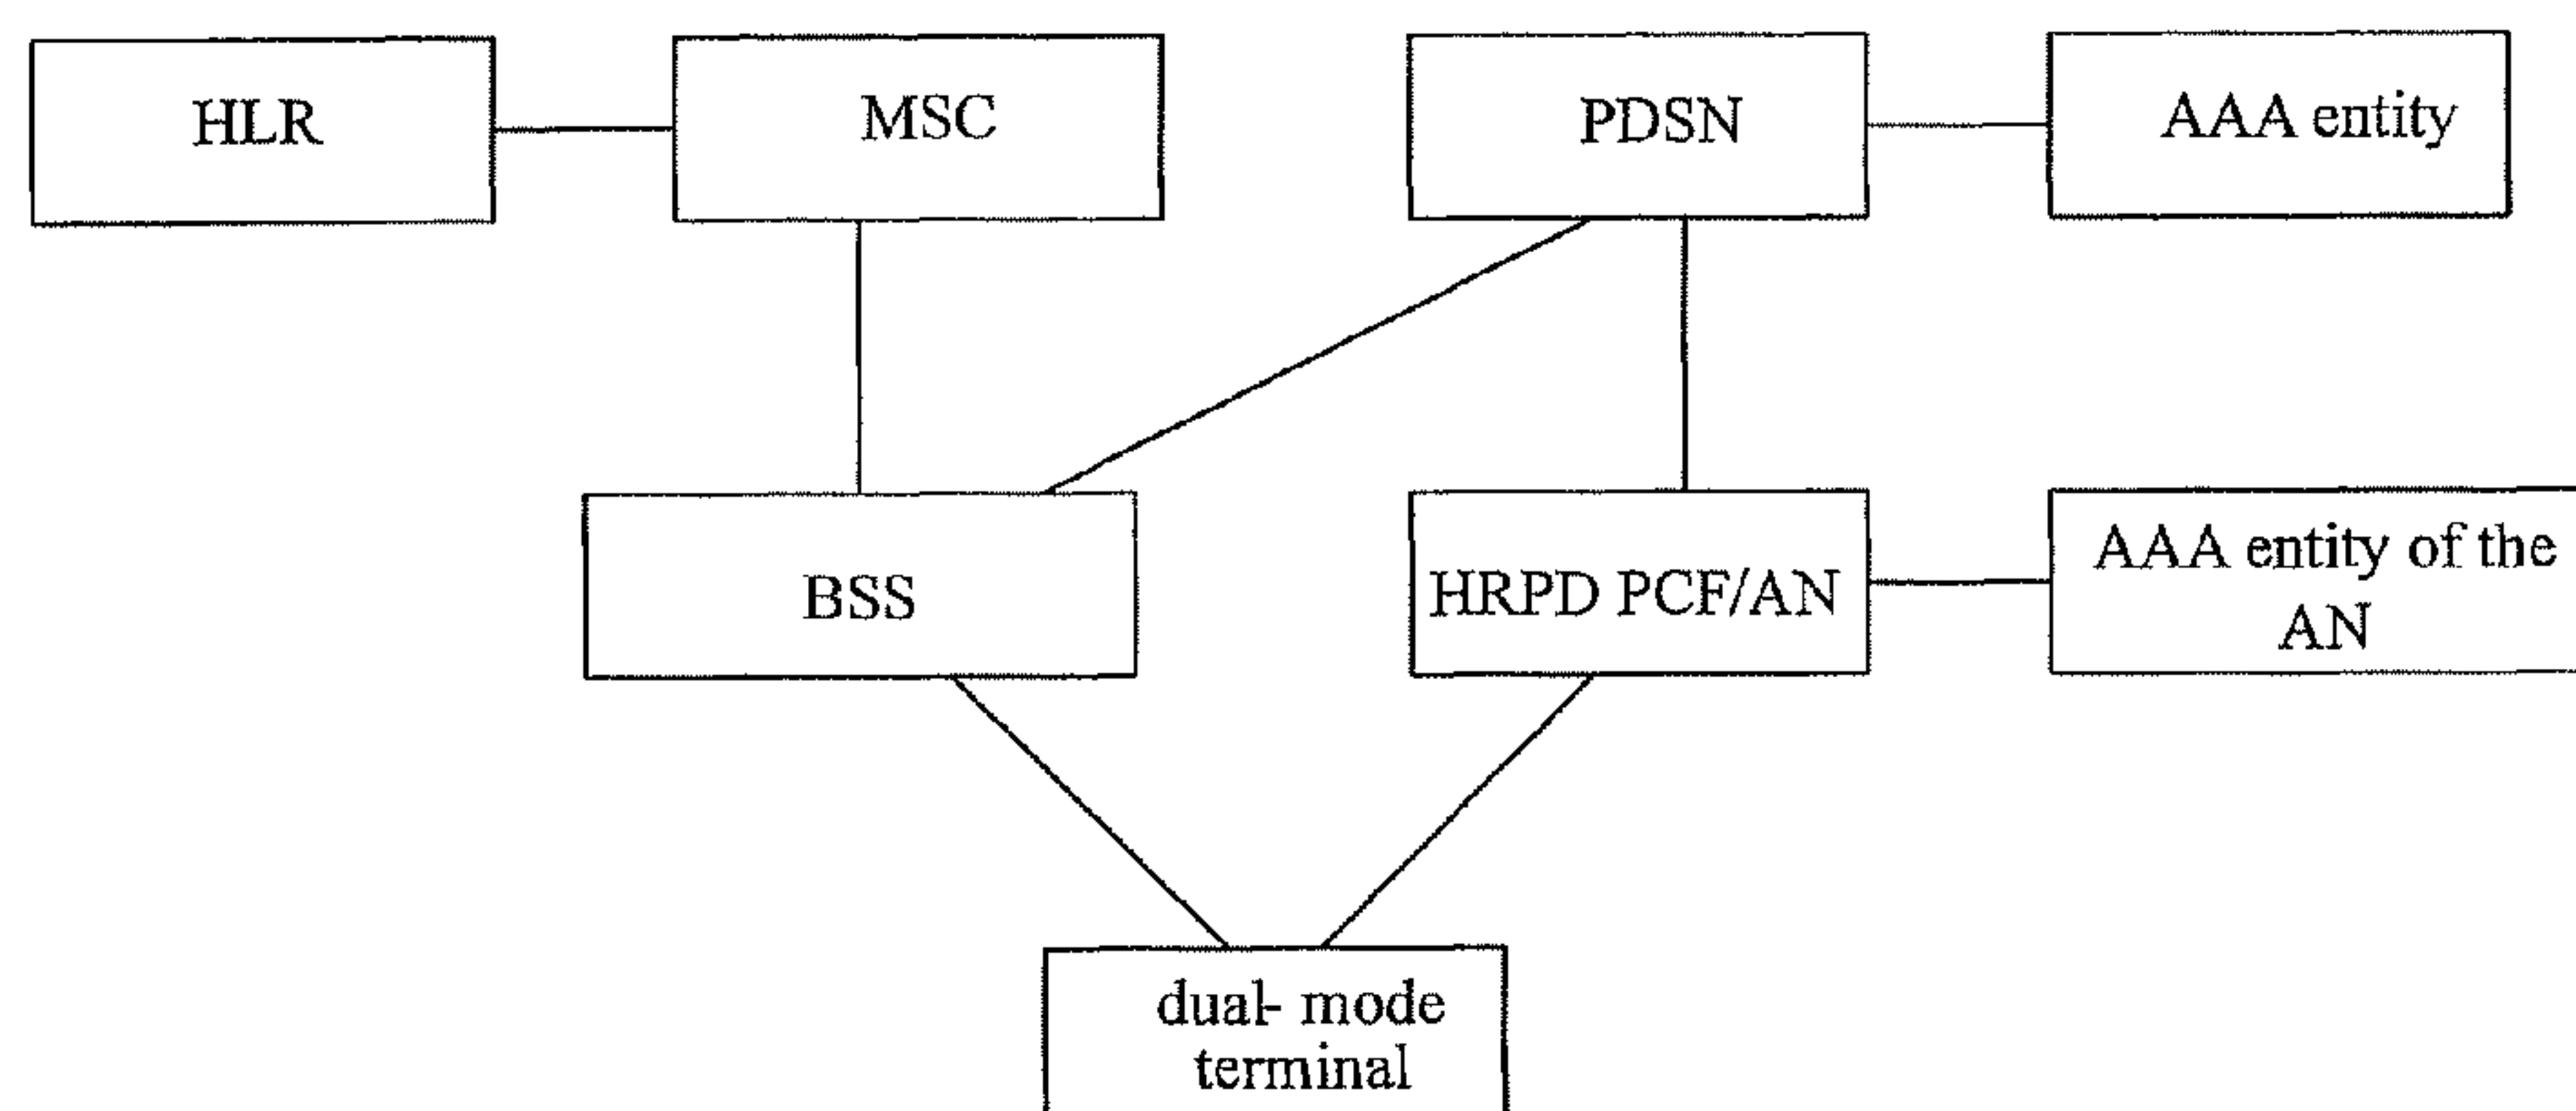 HLR
MSC
PDSN
AAA entity
BSS
HRPD PCF/AN
AAA entity of the
AN
dual- mode
terminal